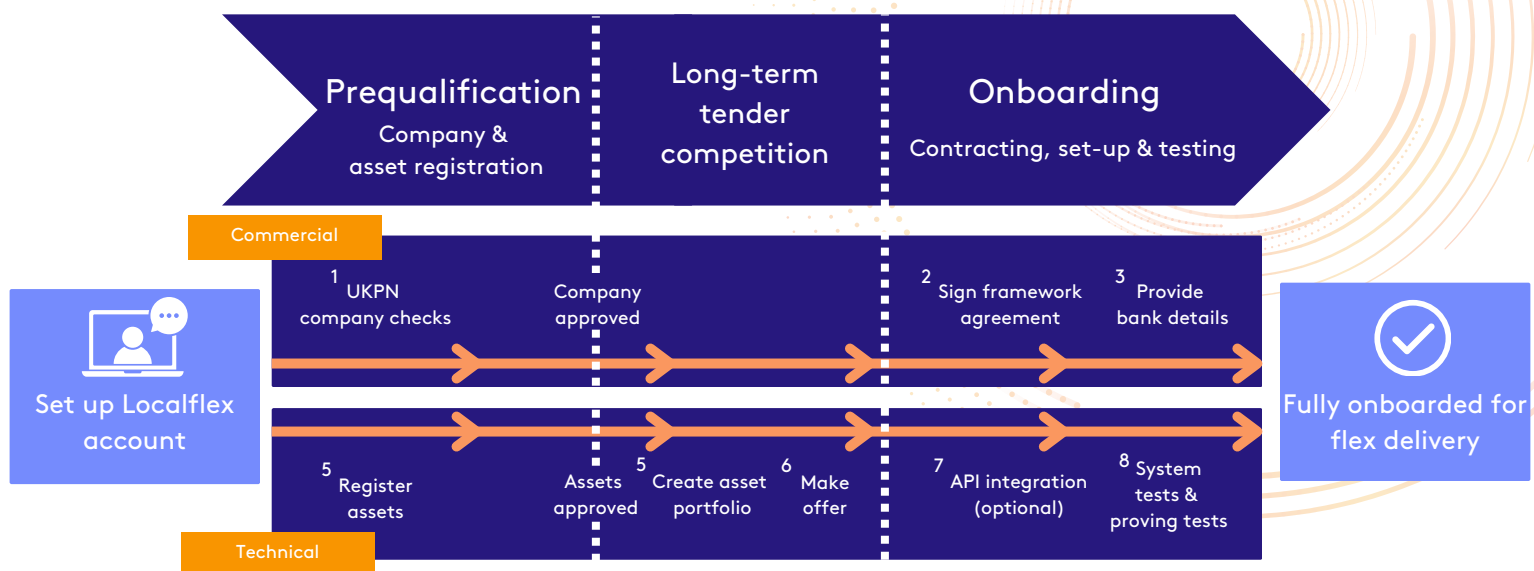 Prequalification
Company &
asset registration
Long-term
tender
competition
Onboarding
Contracting, set-up & testing
Commercial
1 UKPN
company checks
Company
approved
2 Sign framework
agreement
3 Provide
bank details
Set up Localflex
account
Fully onboarded for
flex delivery
5 Register
assets
Assets
approved
5 Create asset
portfolio
6 Make
offer
7 API integration
(optional)
8 System
tests &
proving tests
Technical